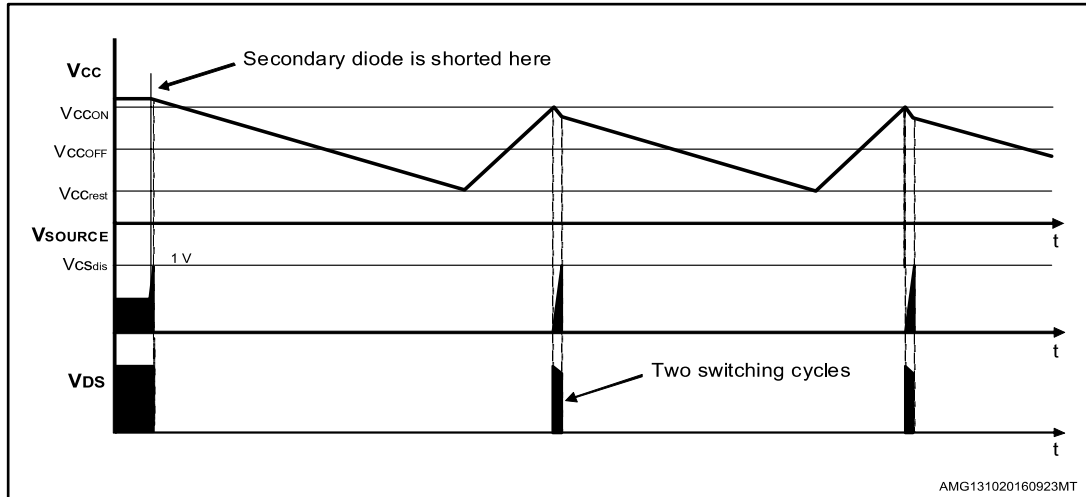 Secondary diode is shorted here
VCC
VCCON
VCCOFF
VCCrest
t
VSOURCE
VCSdis
1 V
t
VDS
Two switching cycles
t
AMG131020160923MT